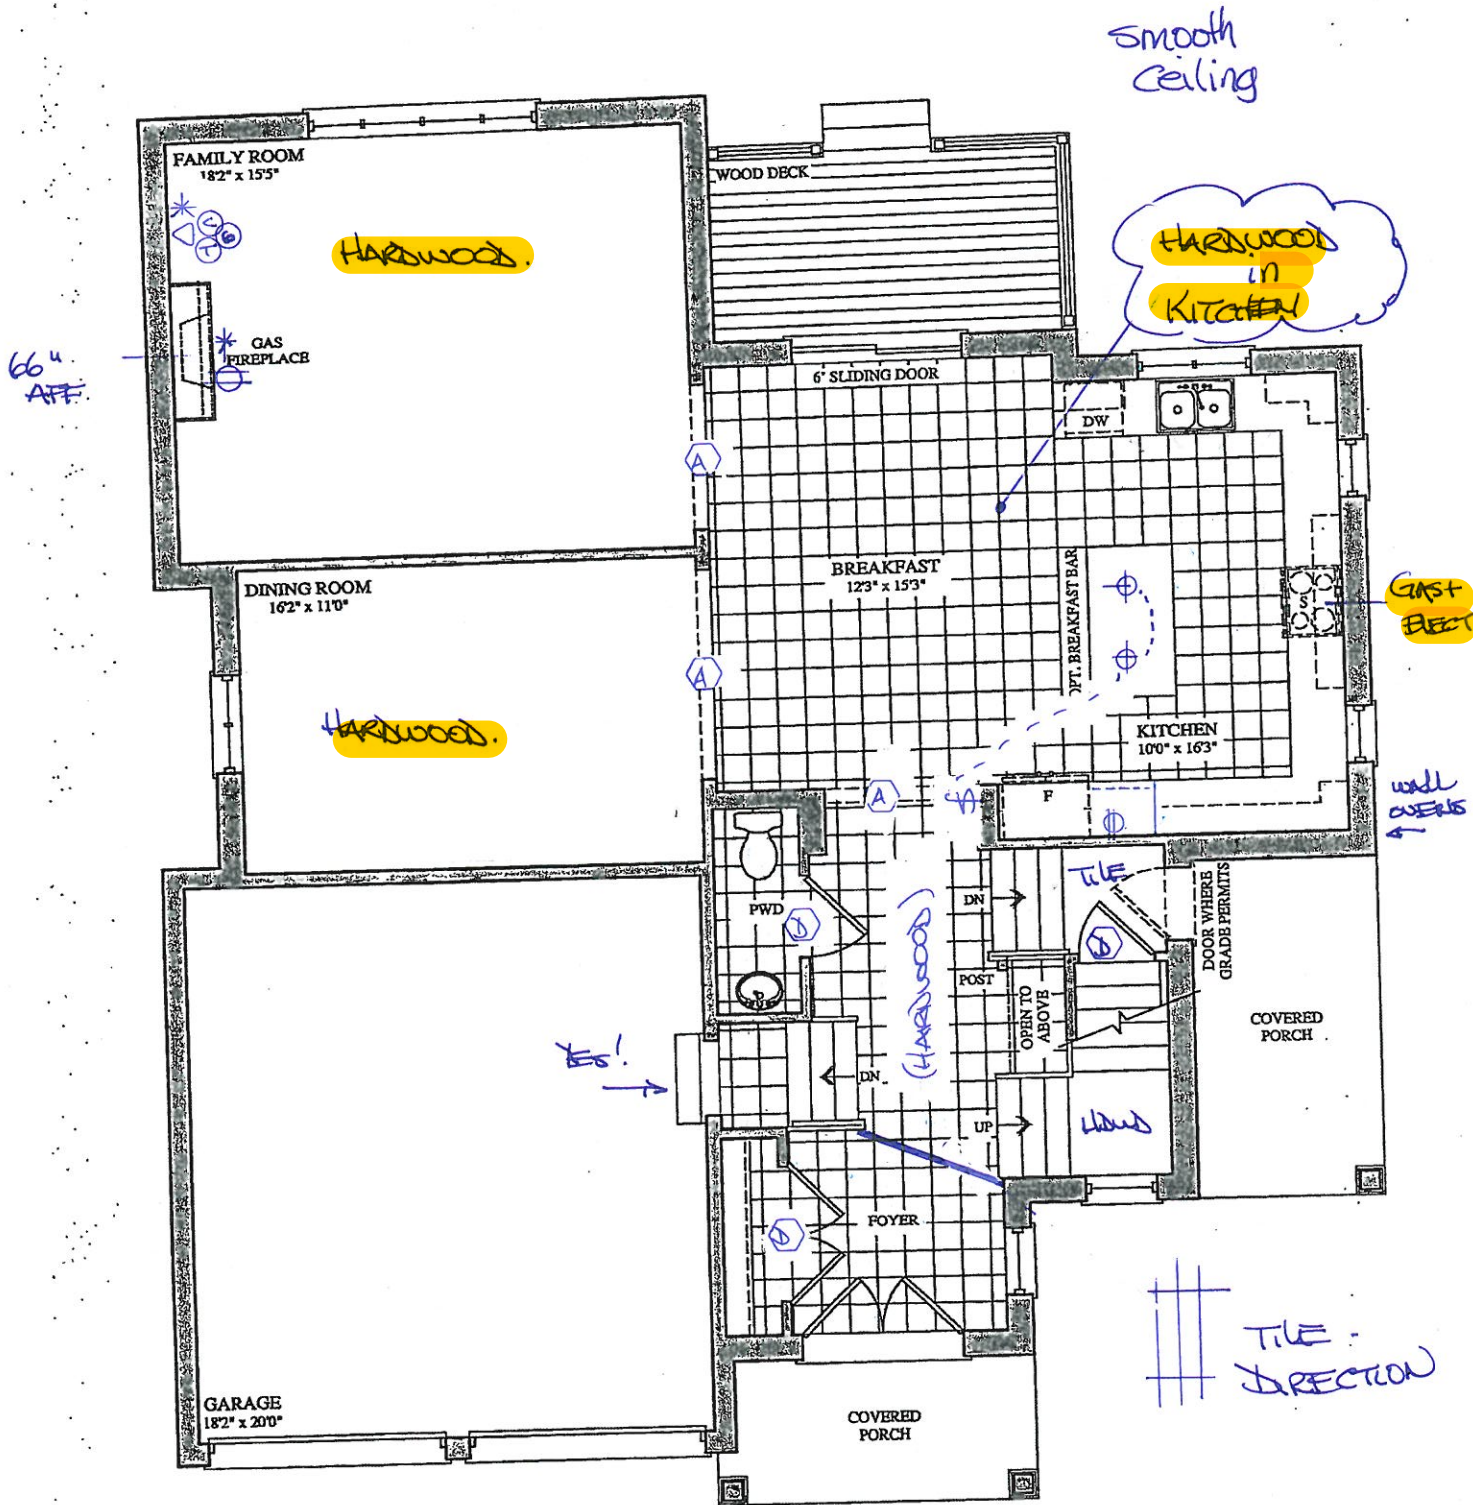 smooth
ceiling
FAMILY ROOM
18'2" x 15'5"
WOOD DECK
HARDWOOD.
HARDWOOD
in
KITCHEN
C
B
T
66"
AFF.
GAS
FIREPLACE
6' SLIDING DOOR
DW
A
DINING ROOM
16'2" x 11'0"
BREAKFAST
12'3" x 15'3"
OPT. BREAKFAST BAR
S
GAS+
ELECT
A
HARDWOOD.
KITCHEN
10'0" x 16'3"
A
F
WALL
OVENS
PWD
D
(HARDWOOD)
DN
TILE
D
DOOR WHERE
GRADE PERMITS
POST
OPEN TO
ABOVE
COVERED
PORCH
YES!
DN
UP
HDWD
D
FOYER
TILE
DIRECTION
GARAGE
18'2" x 20'0"
COVERED
PORCH